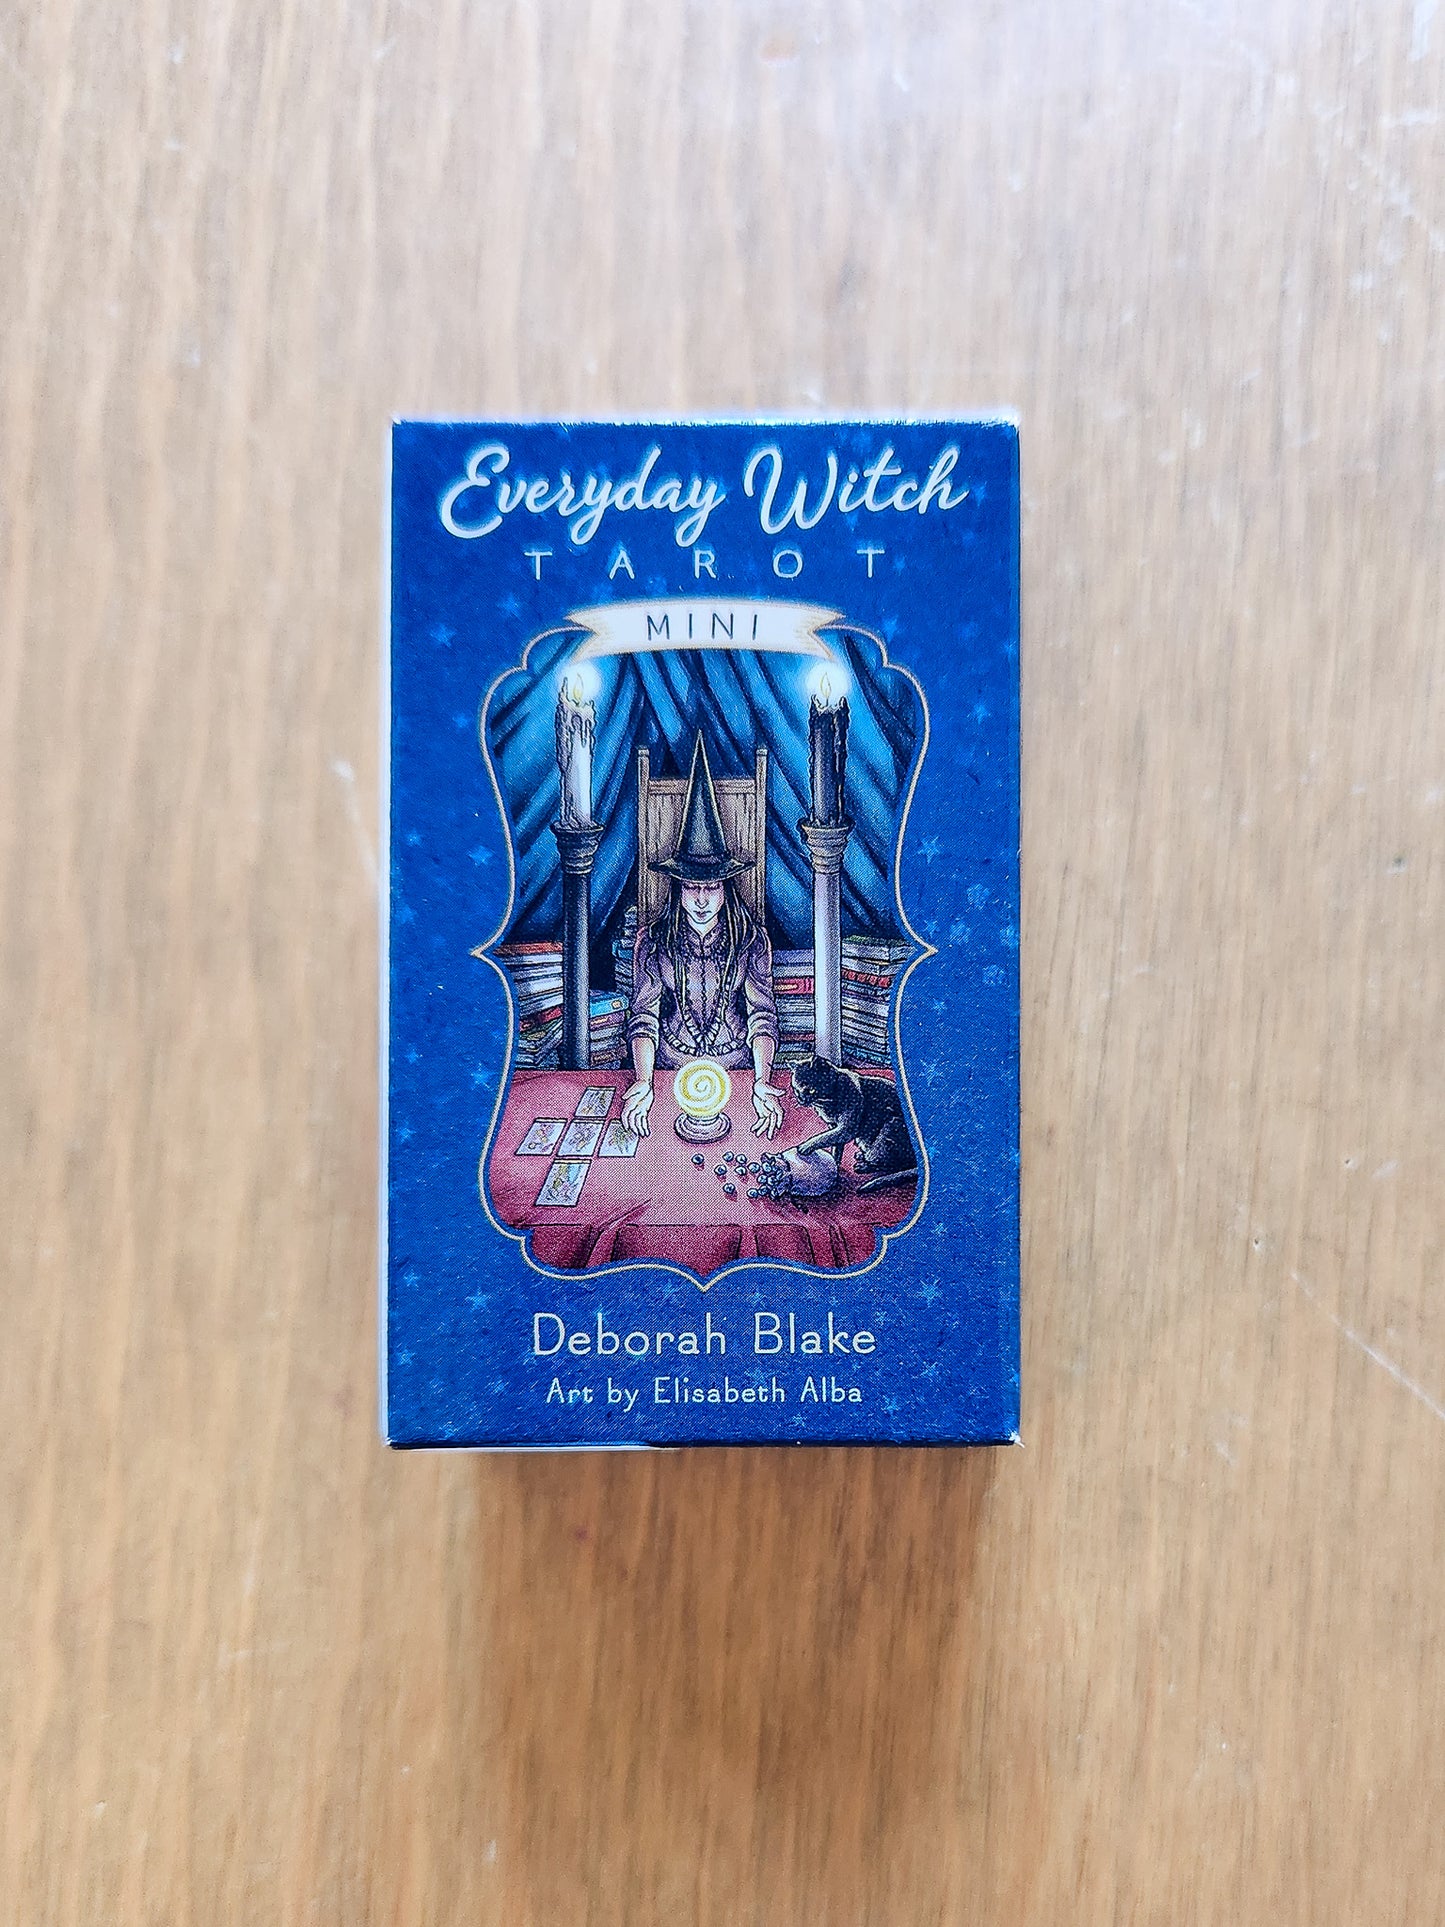 Everyday Witch
TAROT
MINI
Deborah Blake
Art by Elisabeth Alba